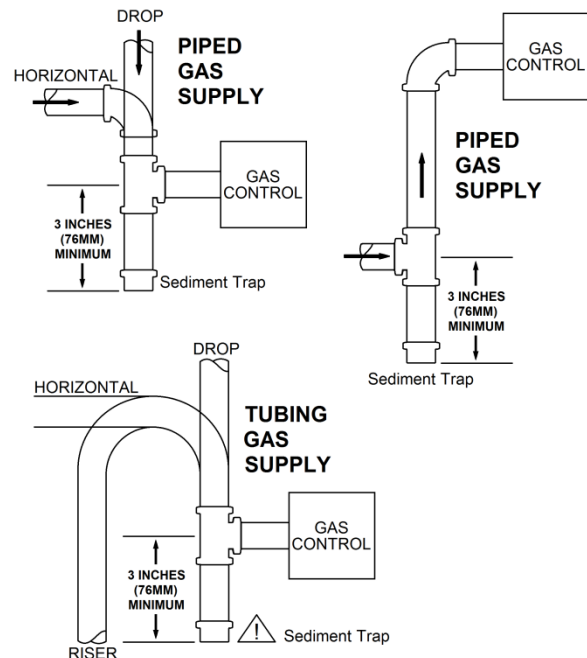 DROP
PIPED
GAS
SUPPLY
HORIZONTAL
GAS
CONTROL
3 INCHES
(76MM)
MINIMUM
Sediment Trap
GAS
CONTROL
PIPED
GAS
SUPPLY
3 INCHES
(76MM)
MINIMUM
Sediment Trap
DROP
HORIZONTAL
TUBING
GAS
SUPPLY
GAS
CONTROL
3 INCHES
(76MM)
MINIMUM
! Sediment Trap
RISER